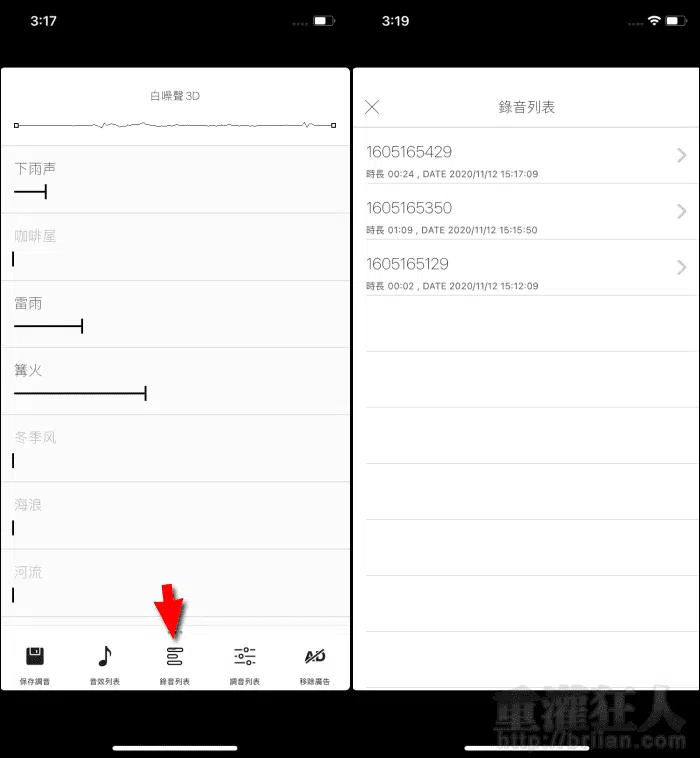 3:17
白噪聲3D
下雨声
咖啡屋
雷雨
篝火
冬季风
海浪
河流
保存調音
音效列表
錄音列表
調音列表
AD
移除廣告
3:19
錄音列表
1605165429
時長 00:24 , DATE 2020/11/12 15:17:09
1605165350
時長 01:09 , DATE 2020/11/12 15:15:50
1605165129
時長 00:02 , DATE 2020/11/12 15:12:09
重灌狂人
http://briian.com